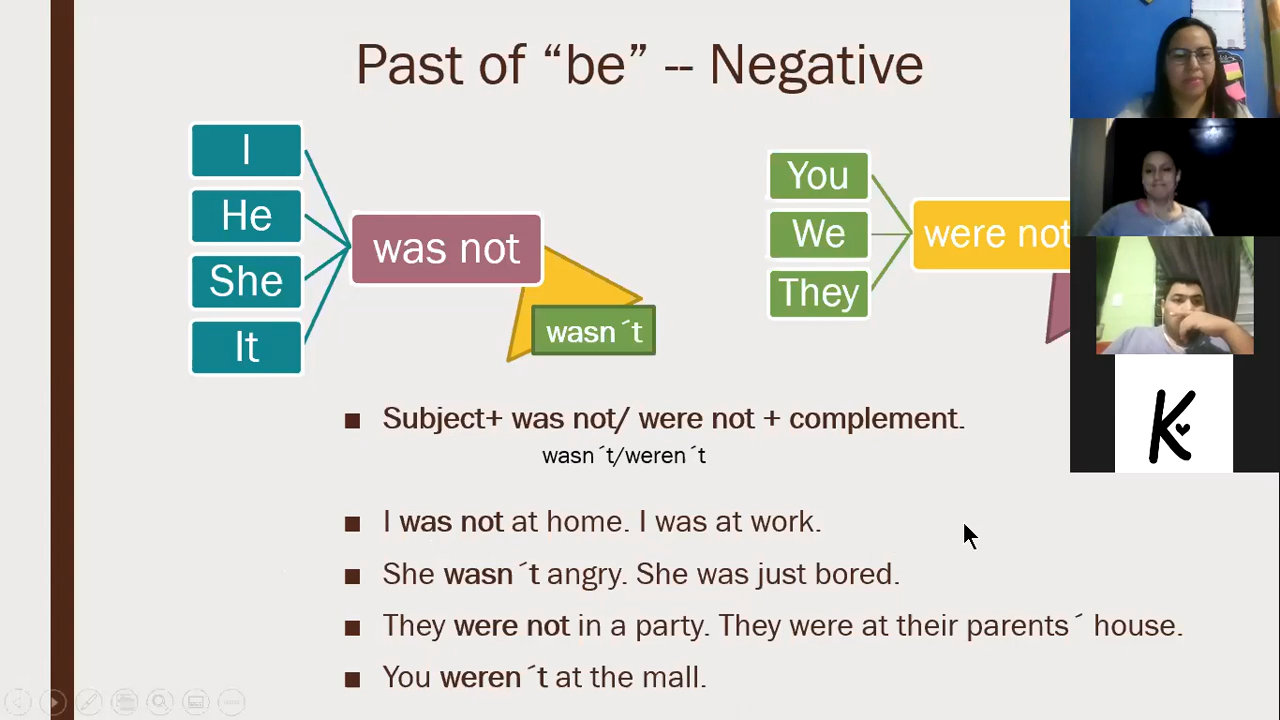 Past of “be” -- Negative
I
He
She
It
was not
wasn´t
You
We
They
were not
Subject+ was not/ were not + complement.
wasn´t/weren´t
I was not at home. I was at work.
She wasn´t angry. She was just bored.
They were not in a party. They were at their parents´ house.
You weren´t at the mall.
K